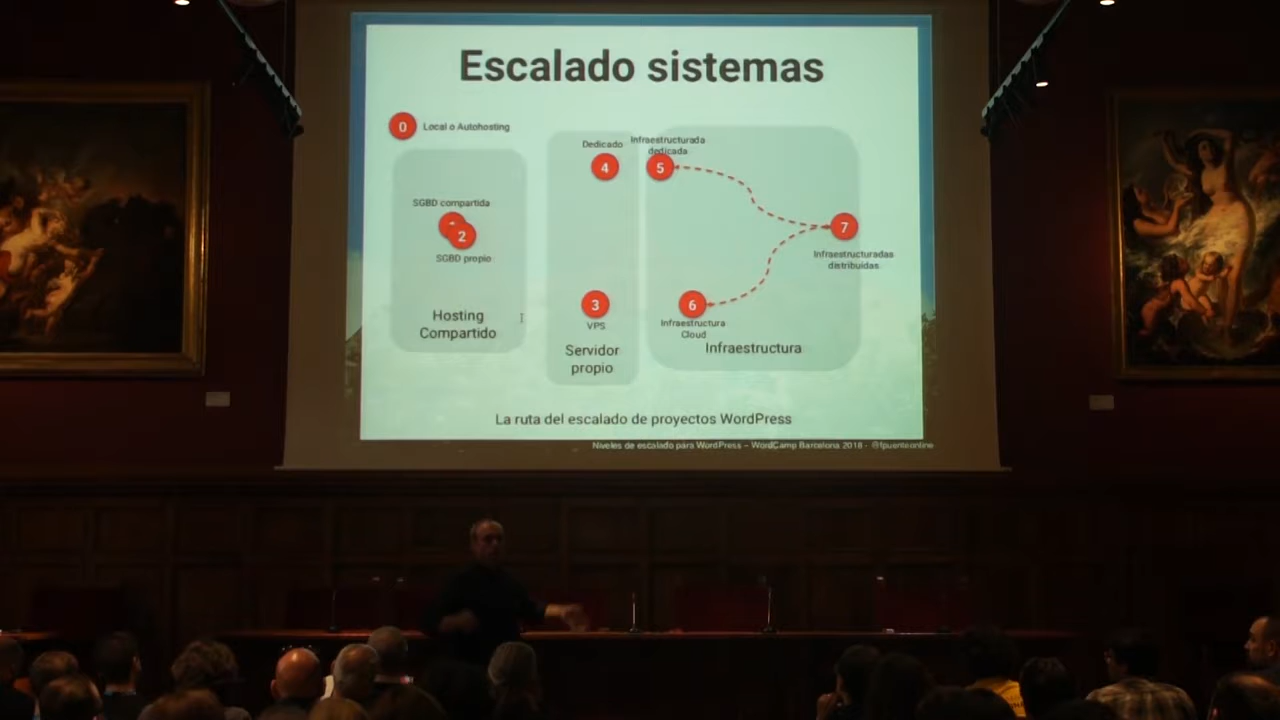 Escalado sistemas
0 Local o Autohosting
SGBD compartida
2
SGBD propio
Hosting
Compartido
Dedicado
4
3
VPS
Servidor
propio
Infraestructurada
dedicada
5
7
Infraestructuradas
distribuidas
6
Infraestructura
Cloud
Infraestructura
La ruta del escalado de proyectos WordPress
Niveles de escalado para WordPress – WordCamp Barcelona 2018 - @fpuenteonline